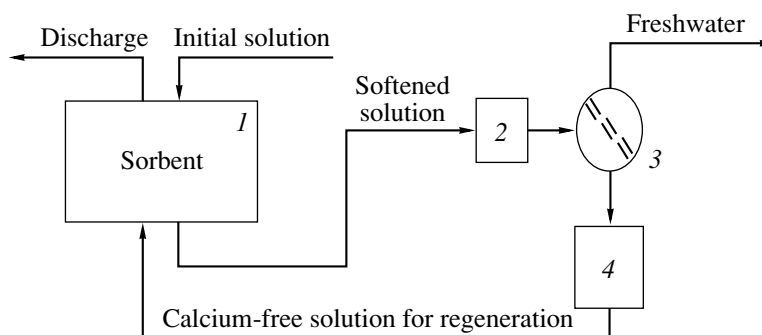 Discharge
Initial solution
Freshwater
Softened
solution
1
2
Sorbent
3
4
Calcium-free solution for regeneration